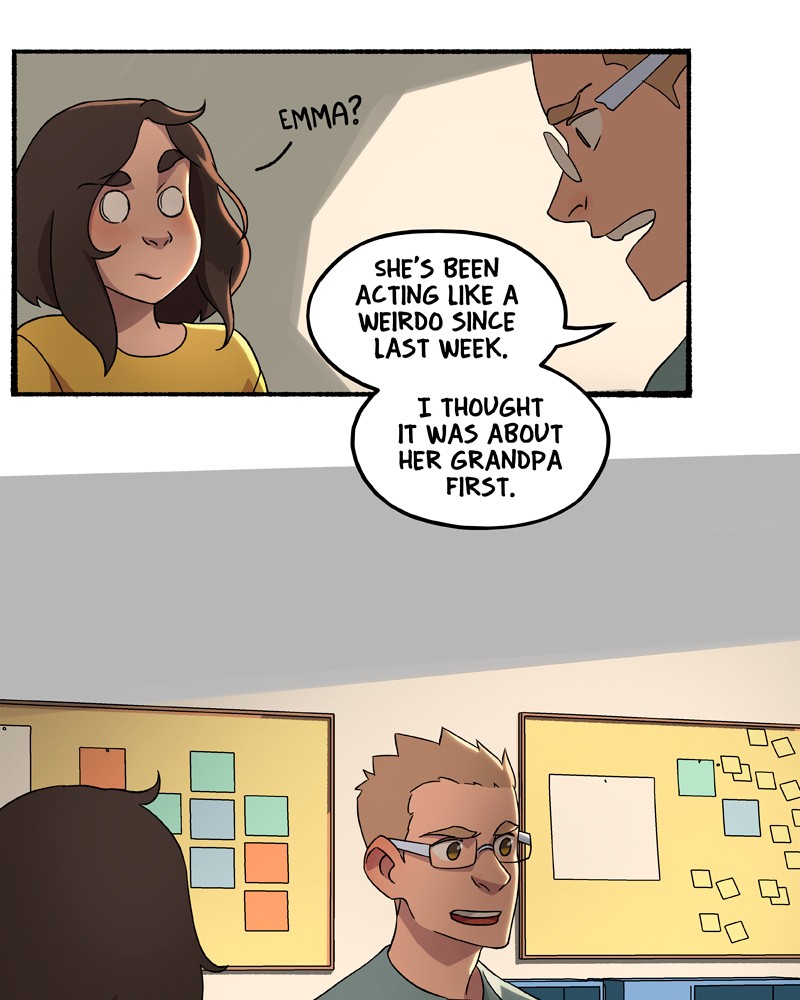 EMMA?
SHE'S BEEN
ACTING LIKE A
WEIRDO SINCE
LAST WEEK.
I THOUGHT
IT WAS ABOUT
HER GRANDPA
FIRST.